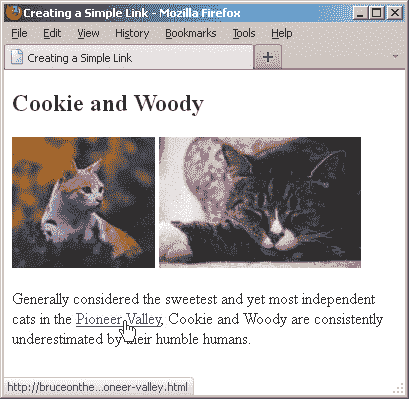 Creating a Simple Link - Mozilla Firefox
File Edit View History Bookmarks Tools Help
Creating a Simple Link
Cookie and Woody
Generally considered the sweetest and yet most independent
cats in the Pioneer Valley, Cookie and Woody are consistently
underestimated by their humble humans.
http://bruceonthe...oneer-valley.html